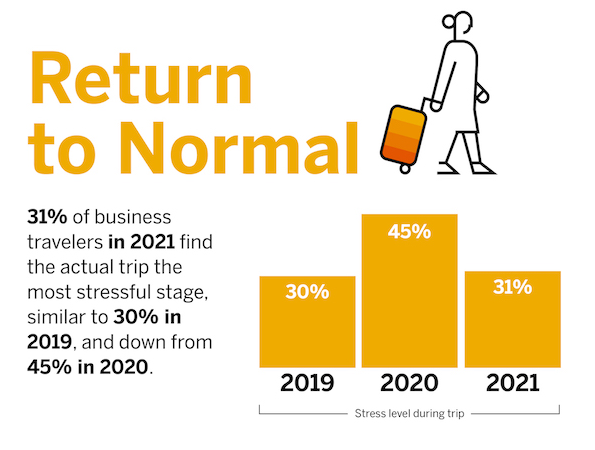 Return
to Normal
31% of business
travelers in 2021 find
the actual trip the
most stressful stage,
similar to 30% in
2019, and down from
45% in 2020.
30%
45%
31%
2019
2020
2021
Stress level during trip